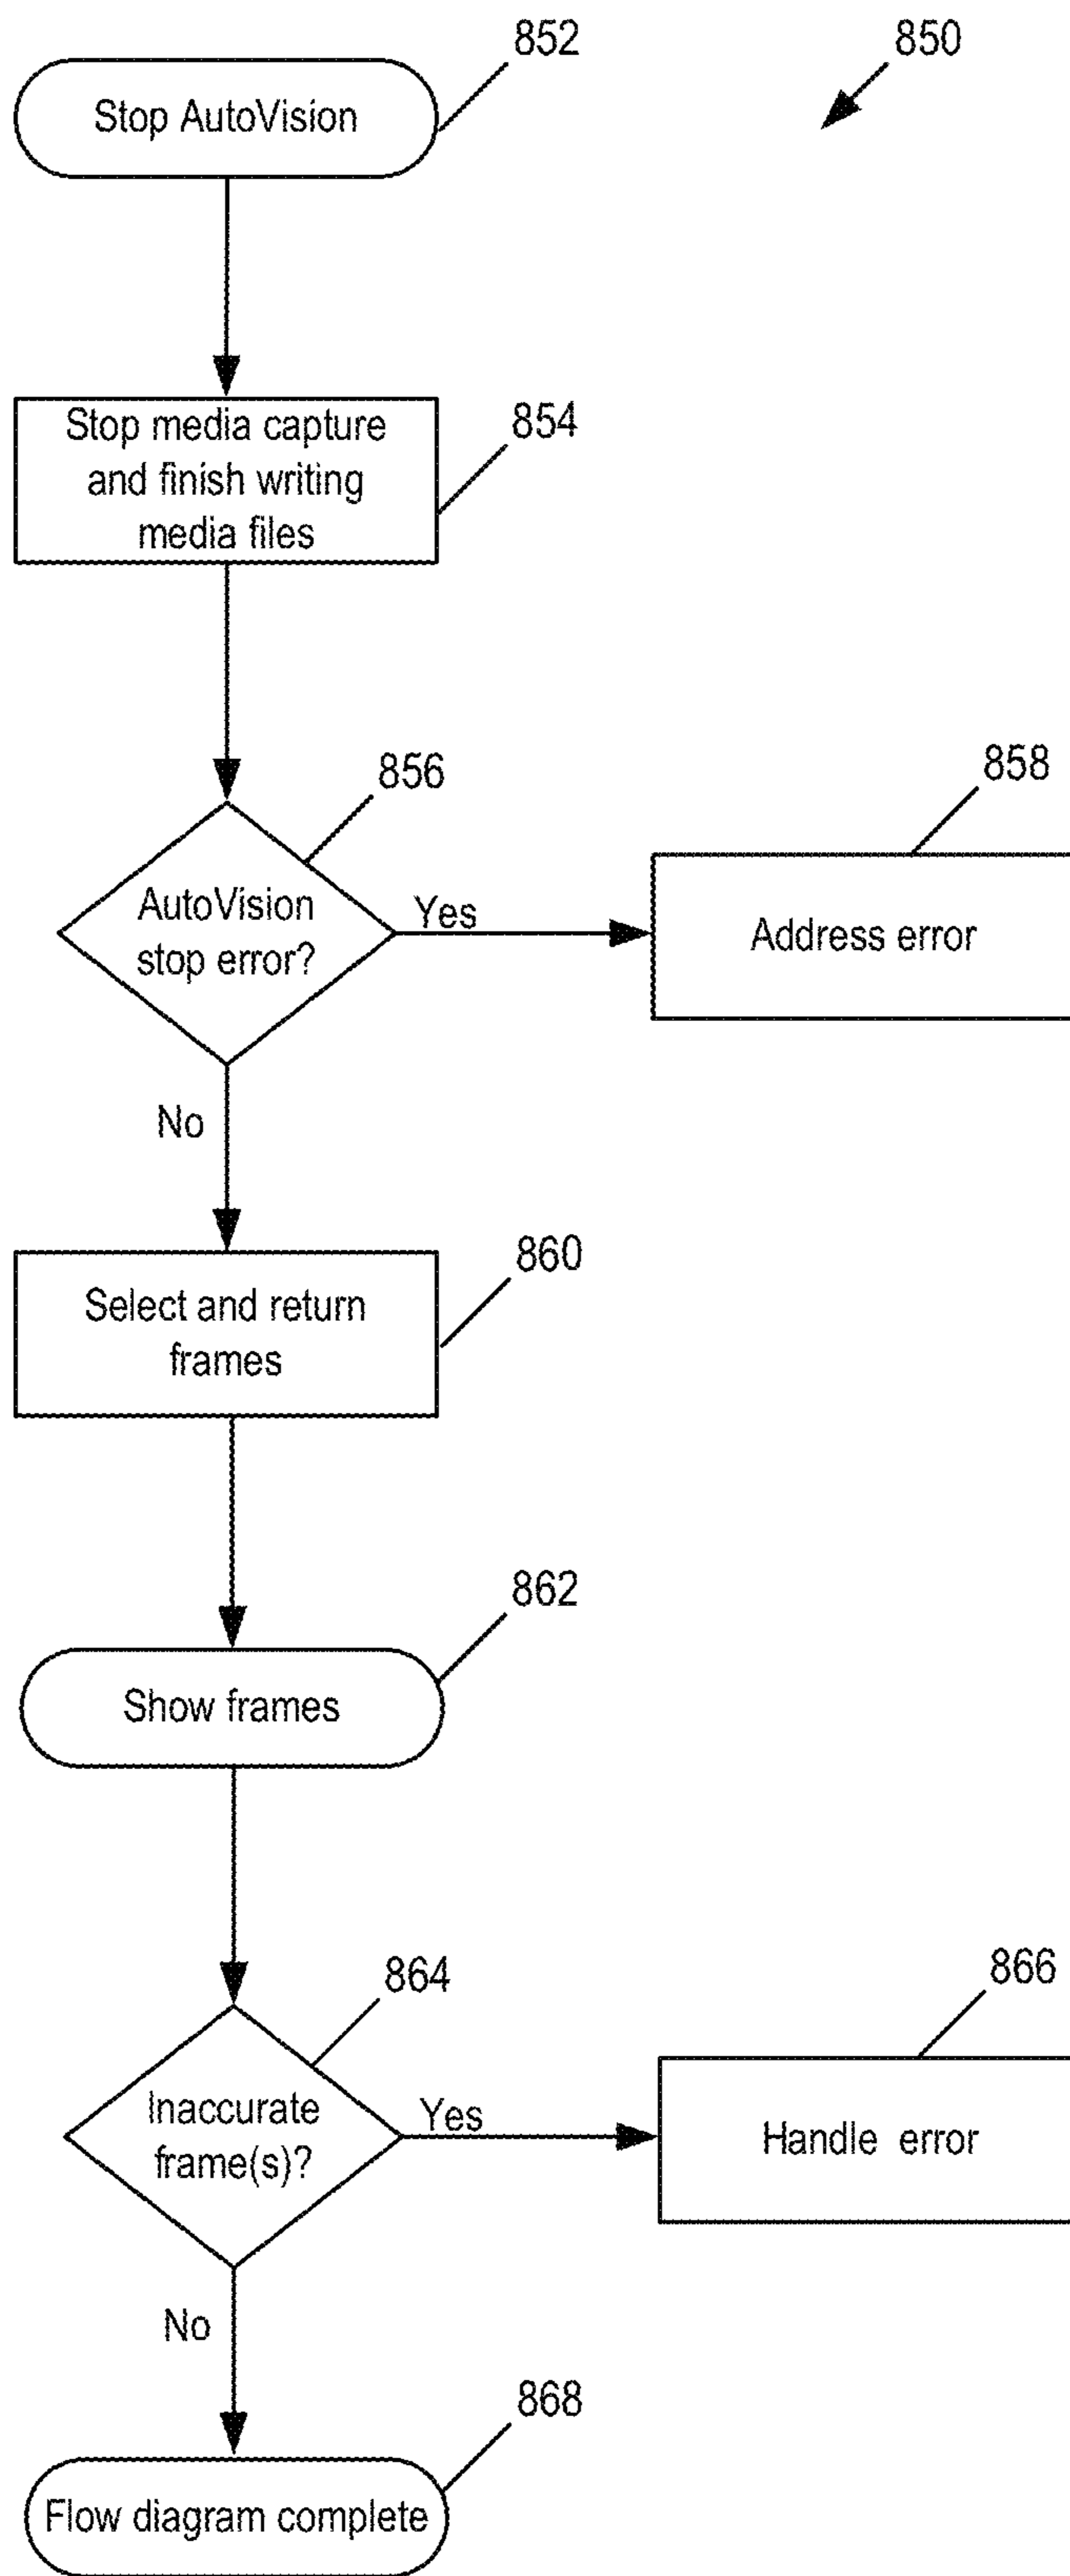 852
850
Stop AutoVision
Stop media capture
and finish writing
media files
854
856
858
AutoVision
stop error?
Yes
Address error
No
860
Select and return
frames
862
Show frames
864
866
Inaccurate
frame(s)?
Yes
Handle error
No
868
Flow diagram complete